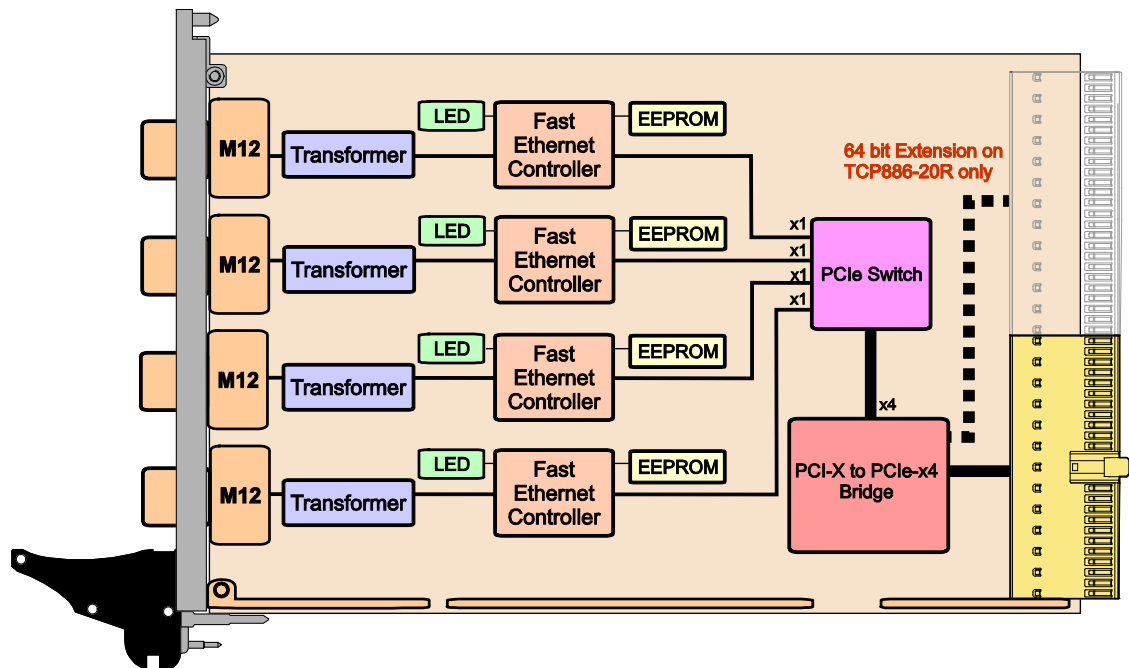 M12
Transformer
LED
Fast
Ethernet
Controller
EEPROM
64 bit Extension on
TCP886-20R only
M12
Transformer
LED
Fast
Ethernet
Controller
EEPROM
x1
x1
x1
x1
PCIe Switch
M12
Transformer
LED
Fast
Ethernet
Controller
EEPROM
x4
M12
Transformer
LED
Fast
Ethernet
Controller
EEPROM
PCI-X to PCIe-x4
Bridge